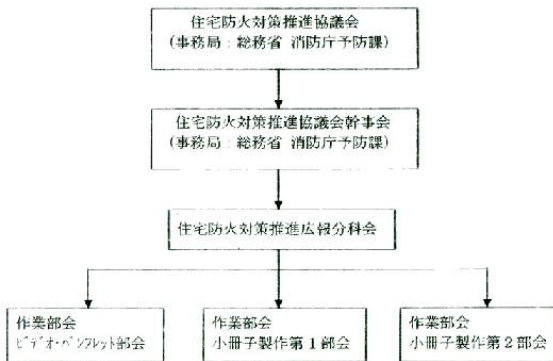 住宅防火対策推進協議会
(事務局：総務省 消防庁予防課)
住宅防火対策推進協議会幹事会
(事務局：総務省 消防庁予防課)
住宅防火対策推進広報分科会
作業部会
ﾋﾞﾃﾞｵ･ﾊﾟﾝﾌﾚｯﾄ部会
作業部会
小冊子製作第１部会
作業部会
小冊子製作第２部会